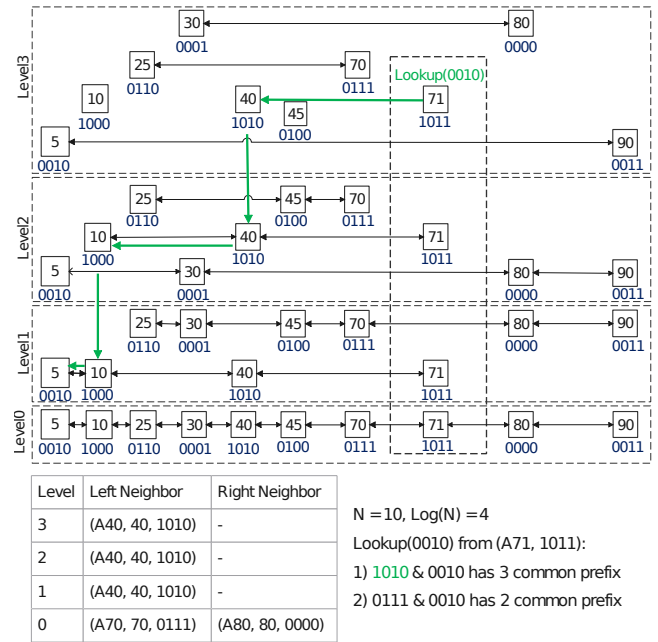 30 80
0001 0000
25 70
0110 0111
Lookup(0010)
10 40 45 71
1000 1010 0100 1011
5 90
0010 0011
Level3
25 45 70
0110 0100 0111
10 40 71
1000 1010 1011
5 30 80 90
0010 0001 0000 0011
Level2
25 30 45 70 80 90
0110 0001 0100 0111 0000 0011
5 10 40 71
0010 1000 1010 1011
Level1
5 10 25 30 40 45 70 71 80 90
0010 1000 0110 0001 1010 0100 0111 1011 0000 0011
Level0
Level Left Neighbor Right Neighbor
3 (A40, 40, 1010) -
2 (A40, 40, 1010) -
1 (A40, 40, 1010) -
0 (A70, 70, 0111) (A80, 80, 0000)
N = 10, Log(N) = 4
Lookup(0010) from (A71, 1011):
1) 1010 & 0010 has 3 common prefix
2) 0111 & 0010 has 2 common prefix